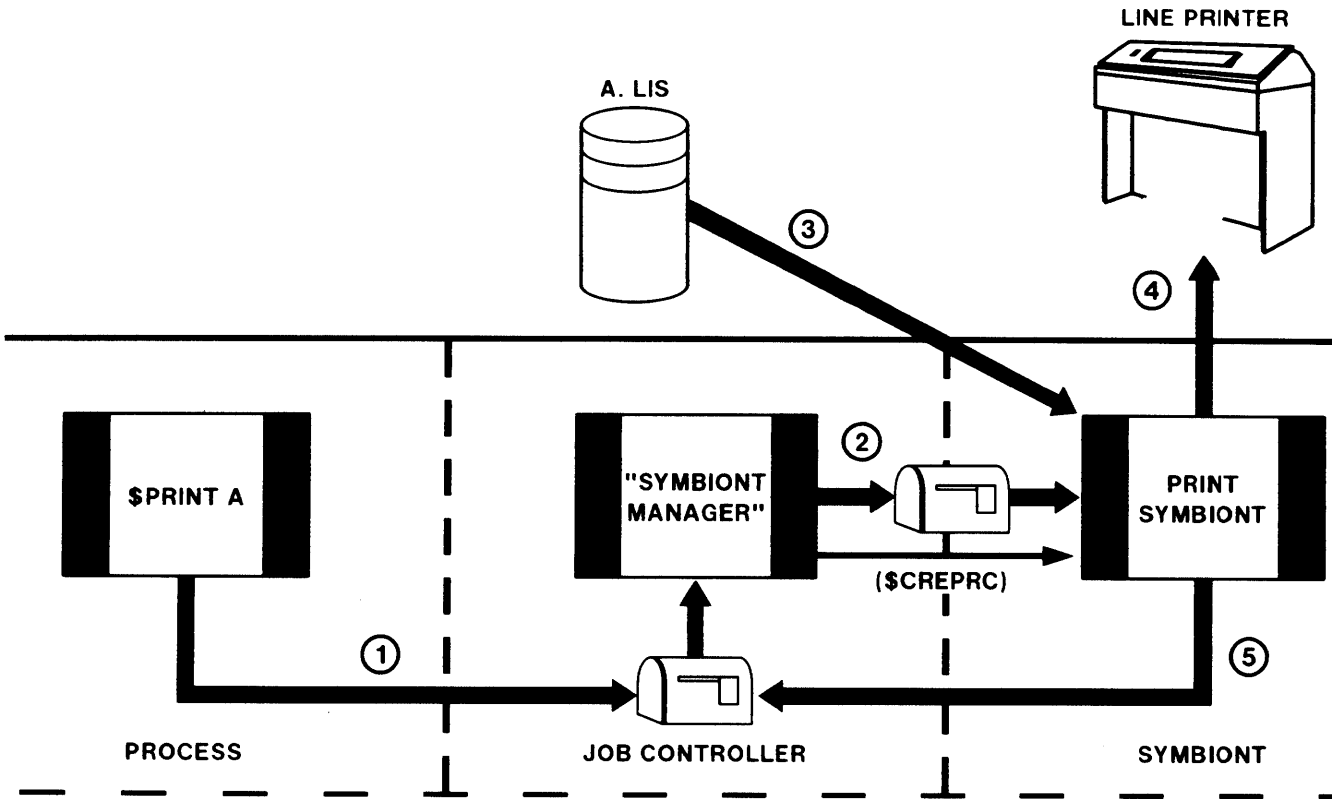 LINE PRINTER
A. LIS
3
4
$PRINT A
"SYMBIONT
MANAGER"
2
PRINT
SYMBIONT
($CREPRC)
1
5
PROCESS
JOB CONTROLLER
SYMBIONT